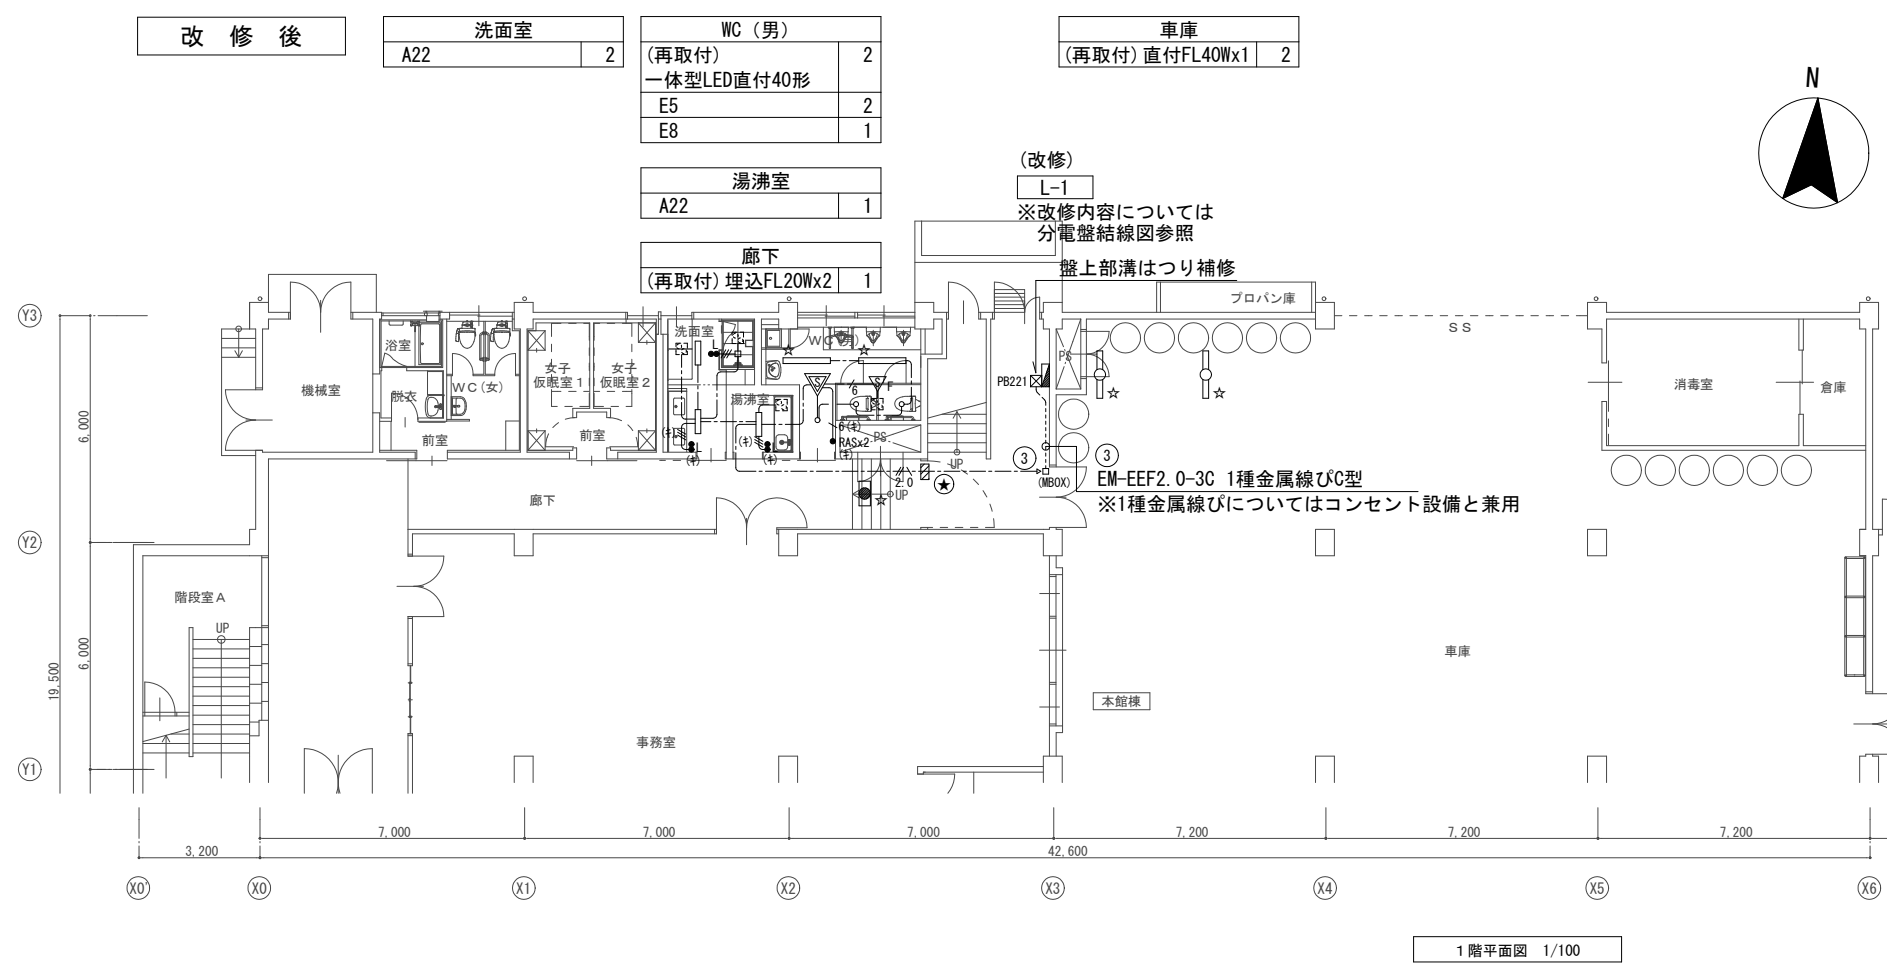 改 修 後
洗面室
A22 2
WC (男)
(再取付) 2
一体型LED直付40形
E5 2
E8 1
車庫
(再取付) 直付FL40Wx1 2
N
湯沸室
A22 1
廊下
(再取付) 埋込FL20Wx2 1
(改修)
L-1
※改修内容については
分電盤結線図参照
盤上部溝はつり補修
プロパン庫
Y3
SS
浴室
洗面室
WC(男)
PS
機械室
女子
仮眠室1
女子
仮眠室2
脱衣
WC(女)
湯沸室
PB221
消毒室
倉庫
☆
☆
☆
☆
S
S
F
6
6(キ)
RASx2
(キ)
PS
L
L
L
(キ)
(キ)
(キ)
(キ)
前室
前室
UP
3
3
EM-EEF2.0-3C 1種金属線ぴC型
※1種金属線ぴについてはコンセント設備と兼用
(MBOX)
2.0
★
☆
UP
廊下
Y2
6,000
6,000
19,500
階段室A
UP
車庫
本館棟
事務室
Y1
7,000 7,000 7,000 7,200 7,200 7,200
3,200 42,600
X0' X0 X1 X2 X3 X4 X5 X6
1階平面図 1/100